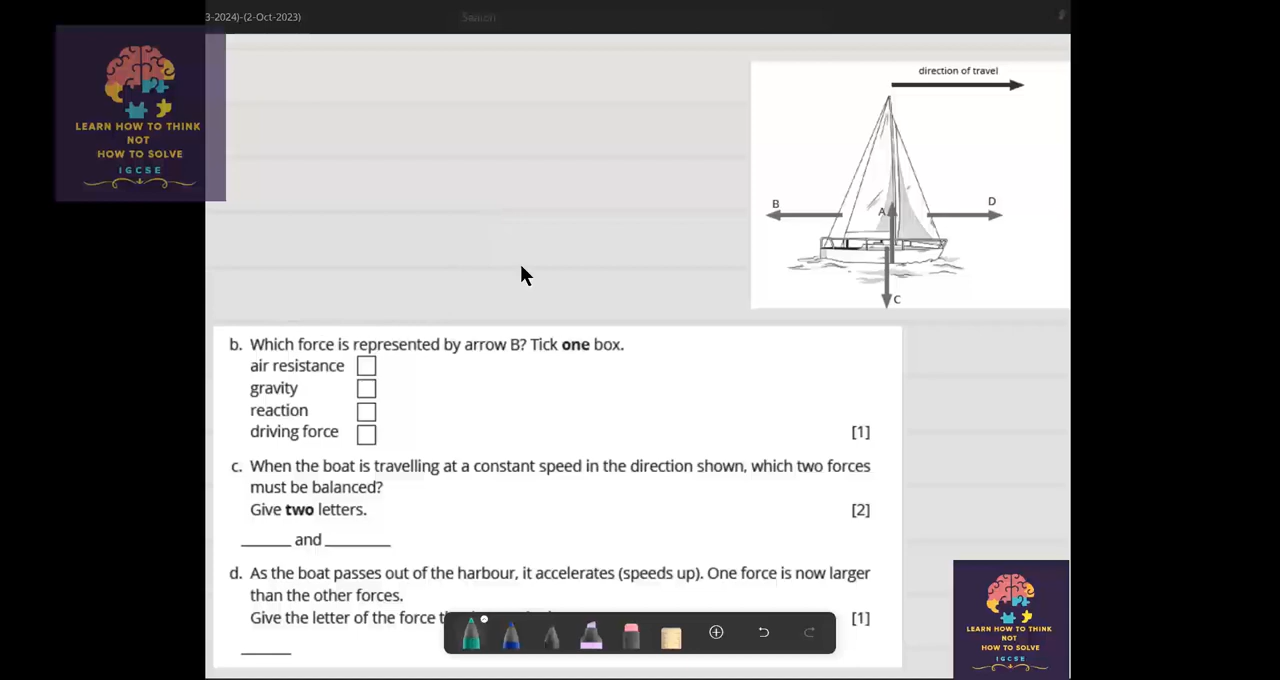 3-2024)-(2-Oct-2023)
Search
LEARN HOW TO THINK
NOT
HOW TO SOLVE
IGCSE
direction of travel
B
A
D
C
b. Which force is represented by arrow B? Tick one box.
air resistance
gravity
reaction
driving force
[1]
c. When the boat is travelling at a constant speed in the direction shown, which two forces
must be balanced?
Give two letters.
[2]
______ and ________
d. As the boat passes out of the harbour, it accelerates (speeds up). One force is now larger
than the other forces.
Give the letter of the force
[1]
______
LEARN HOW TO THINK
NOT
HOW TO SOLVE
IGCSE